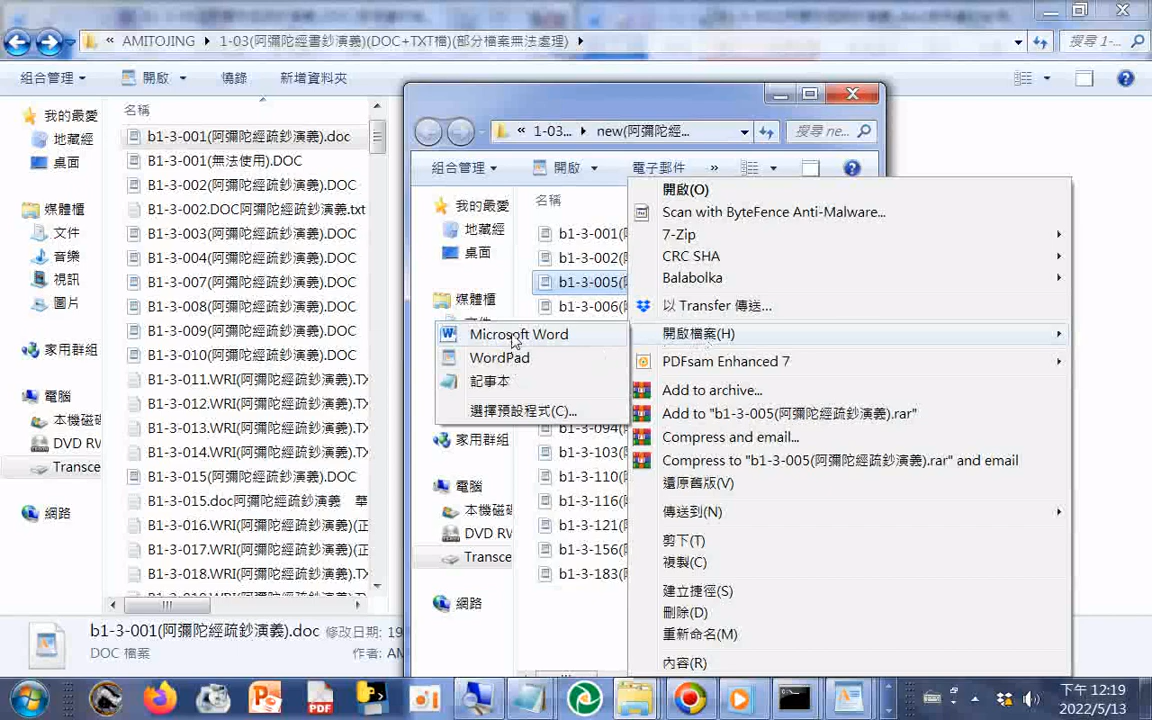 AMITOJING
1-03(阿彌陀經書鈔演義)(DOC+TXT檔)(部分檔案無法處理)
搜尋 1-...
組合管理
開啟
燒錄
新增資料夾
我的最愛
地藏經
桌面
媒體櫃
文件
音樂
視訊
圖片
家用群組
電腦
本機磁碟
DVD RW
Transce
網路
名稱
b1-3-001(阿彌陀經疏鈔演義).doc
B1-3-001(無法使用).DOC
B1-3-002(阿彌陀經疏鈔演義).DOC
B1-3-002.DOC阿彌陀經疏鈔演義.txt
B1-3-003(阿彌陀經疏鈔演義).DOC
B1-3-004(阿彌陀經疏鈔演義).DOC
B1-3-007(阿彌陀經疏鈔演義).DOC
B1-3-008(阿彌陀經疏鈔演義).DOC
B1-3-009(阿彌陀經疏鈔演義).DOC
B1-3-010(阿彌陀經疏鈔演義).DOC
B1-3-011.WRI(阿彌陀經疏鈔演義).TX
B1-3-012.WRI(阿彌陀經疏鈔演義).TX
B1-3-013.WRI(阿彌陀經疏鈔演義).TX
B1-3-014.WRI(阿彌陀經疏鈔演義).TX
B1-3-015(阿彌陀經疏鈔演義).DOC
B1-3-015.doc阿彌陀經疏鈔演義 華
B1-3-016.WRI(阿彌陀經疏鈔演義)(正
B1-3-017.WRI(阿彌陀經疏鈔演義)(正
B1-3-018.WRI(阿彌陀經疏鈔演義).TX
b1-3-001(阿彌陀經疏鈔演義).doc 修改日期: 19
DOC 檔案
作者: AM
1-03...
new(阿彌陀經...
搜尋 ne...
組合管理
開啟
電子郵件
我的最愛
地藏經
桌面
媒體櫃
家用群組
電腦
本機磁碟
DVD RW
Transce
網路
名稱
b1-3-001(
b1-3-002(
b1-3-005(
b1-3-006(
b1-3-094(
b1-3-103(
b1-3-110(
b1-3-116(
b1-3-121(
b1-3-156(
b1-3-183(
開啟(O)
Scan with ByteFence Anti-Malware...
7-Zip
CRC SHA
Balabolka
以 Transfer 傳送...
開啟檔案(H)
PDFsam Enhanced 7
Add to archive...
Add to "b1-3-005(阿彌陀經疏鈔演義).rar"
Compress and email...
Compress to "b1-3-005(阿彌陀經疏鈔演義).rar" and email
還原舊版(V)
傳送到(N)
剪下(T)
複製(C)
建立捷徑(S)
刪除(D)
重新命名(M)
內容(R)
Microsoft Word
WordPad
記事本
選擇預設程式(C)...
下午 12:19
2022/5/13